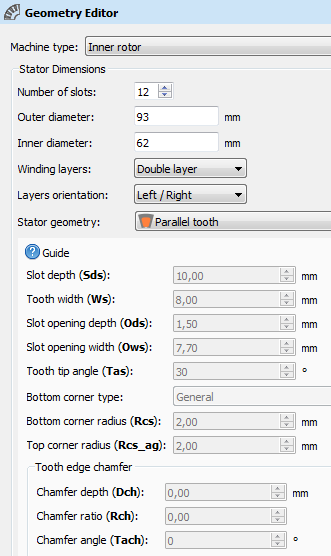 Geometry Editor
Machine type: Inner rotor
Stator Dimensions
Number of slots: 12
Outer diameter: 93 mm
Inner diameter: 62 mm
Winding layers: Double layer
Layers orientation: Left / Right
Stator geometry: Parallel tooth
Guide
Slot depth (Sds): 10,00 mm
Tooth width (Ws): 8,00 mm
Slot opening depth (Ods): 1,50 mm
Slot opening width (Ows): 7,70 mm
Tooth tip angle (Tas): 30 °
Bottom corner type: General
Bottom corner radius (Rcs): 2,00 mm
Top corner radius (Rcs_ag): 2,00 mm
Tooth edge chamfer
Chamfer depth (Dch): 0,00 mm
Chamfer ratio (Rch): 0,00
Chamfer angle (Tach): 0 °